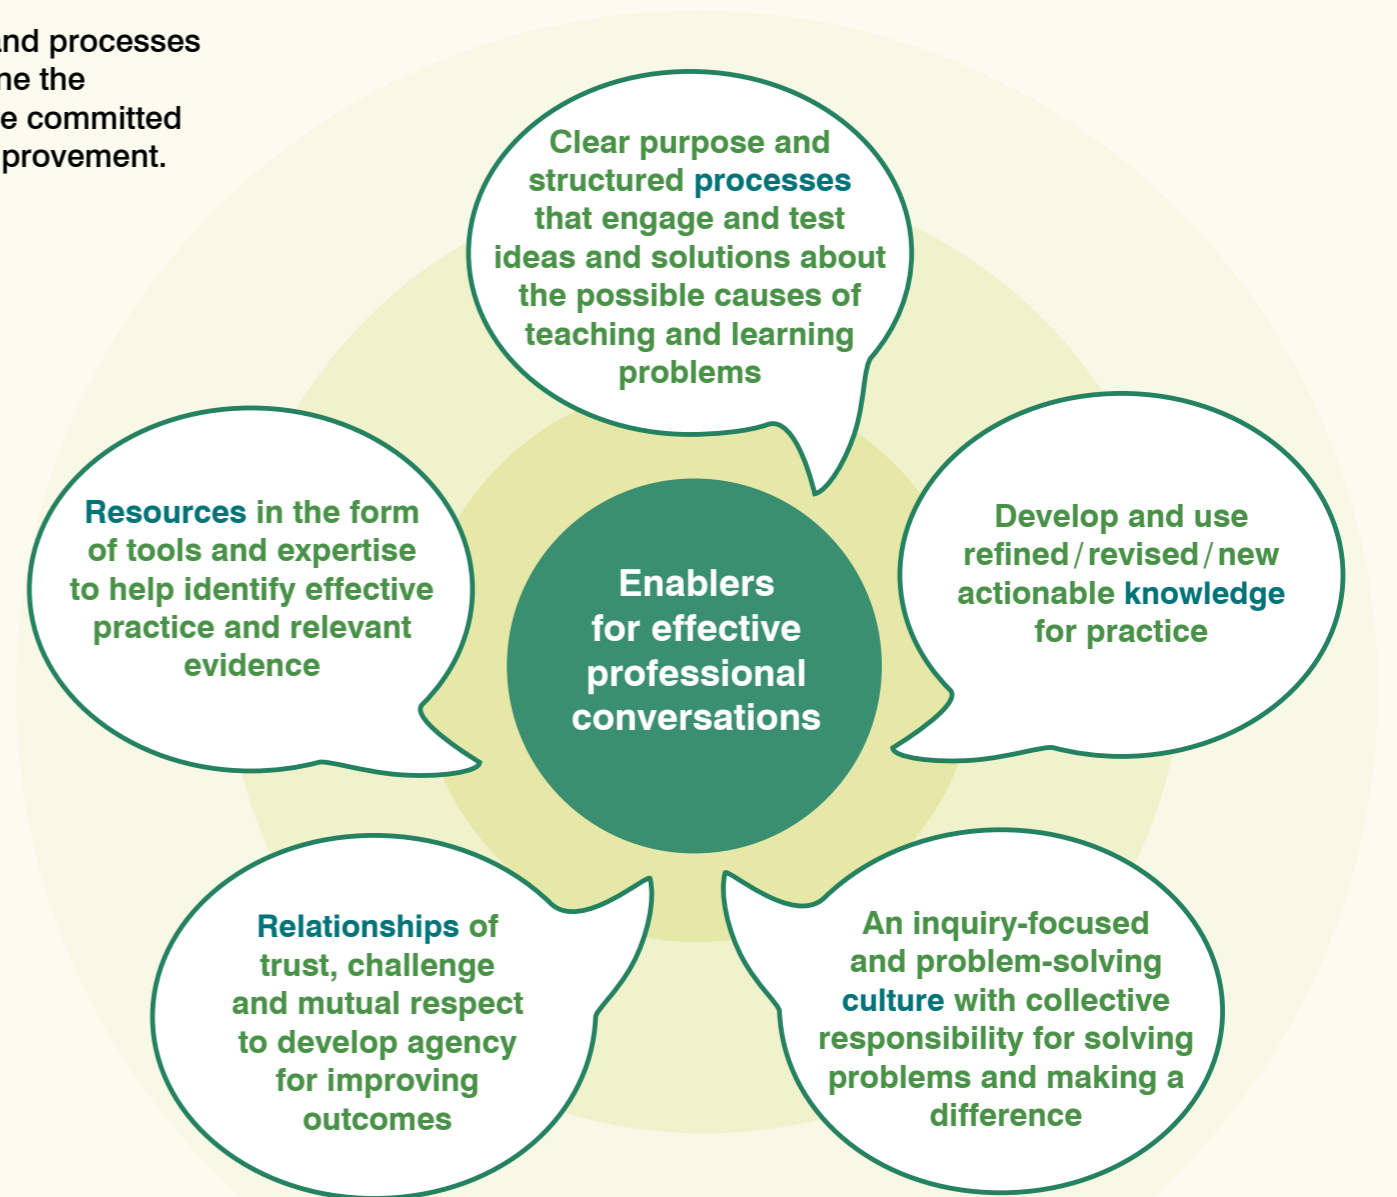 and processes
ne the
e committed
provement.
Clear purpose and
structured processes
that engage and test
ideas and solutions about
the possible causes of
teaching and learning
problems
Resources in the form
of tools and expertise
to help identify effective
practice and relevant
evidence
Enablers
for effective
professional
conversations
Develop and use
refined/revised/new
actionable knowledge
for practice
Relationships of
trust, challenge
and mutual respect
to develop agency
for improving
outcomes
An inquiry-focused
and problem-solving
culture with collective
responsibility for solving
problems and making a
difference